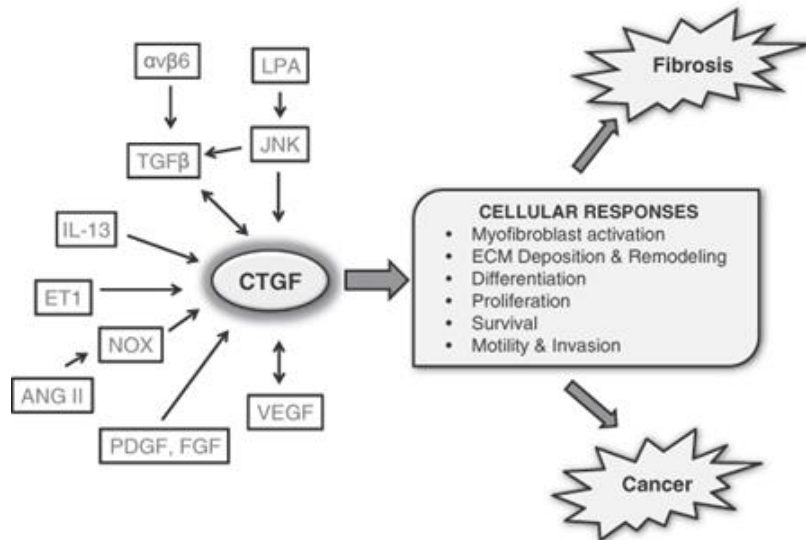 αvβ6
LPA
TGFβ
JNK
IL-13
ET1
NOX
ANG II
PDGF, FGF
VEGF
CTGF
CELLULAR RESPONSES
• Myofibroblast activation
• ECM Deposition & Remodeling
• Differentiation
• Proliferation
• Survival
• Motility & Invasion
Fibrosis
Cancer